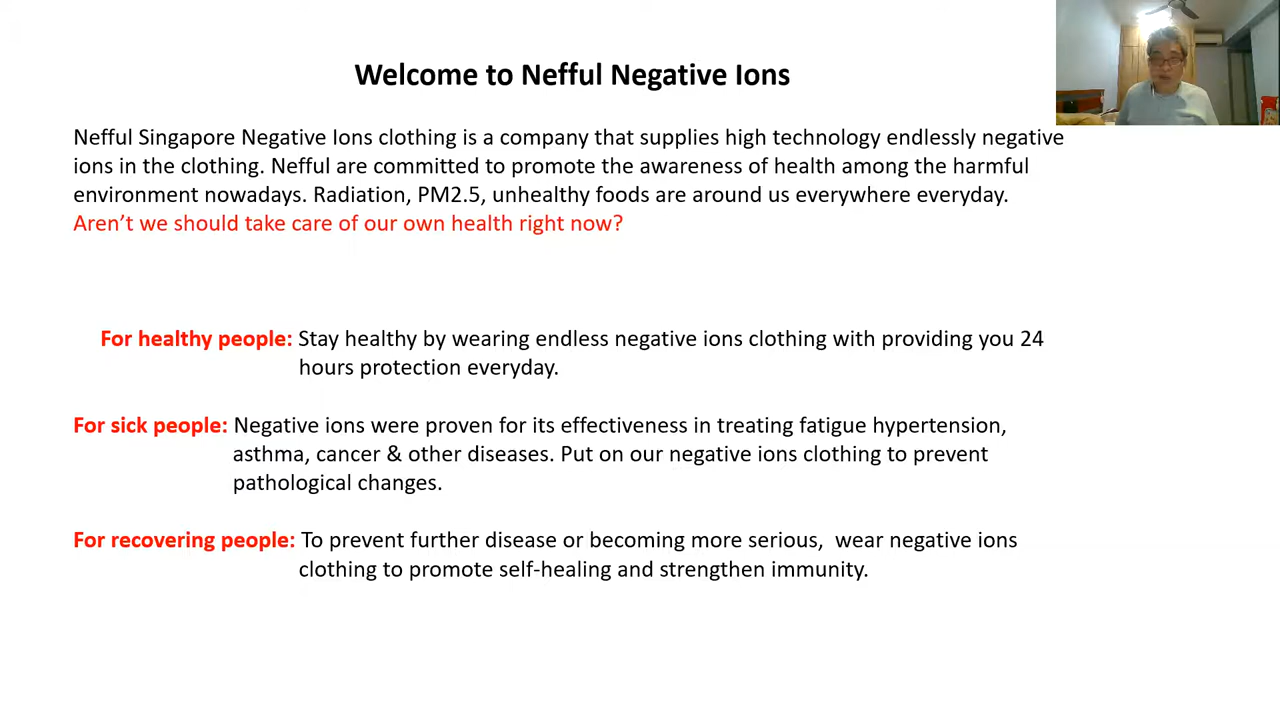 Welcome to Nefful Negative Ions
Nefful Singapore Negative Ions clothing is a company that supplies high technology endlessly negative
ions in the clothing. Nefful are committed to promote the awareness of health among the harmful
environment nowadays. Radiation, PM2.5, unhealthy foods are around us everywhere everyday.
Aren't we should take care of our own health right now?
For healthy people: Stay healthy by wearing endless negative ions clothing with providing you 24
hours protection everyday.
For sick people: Negative ions were proven for its effectiveness in treating fatigue hypertension,
asthma, cancer & other diseases. Put on our negative ions clothing to prevent
pathological changes.
For recovering people: To prevent further disease or becoming more serious, wear negative ions
clothing to promote self-healing and strengthen immunity.